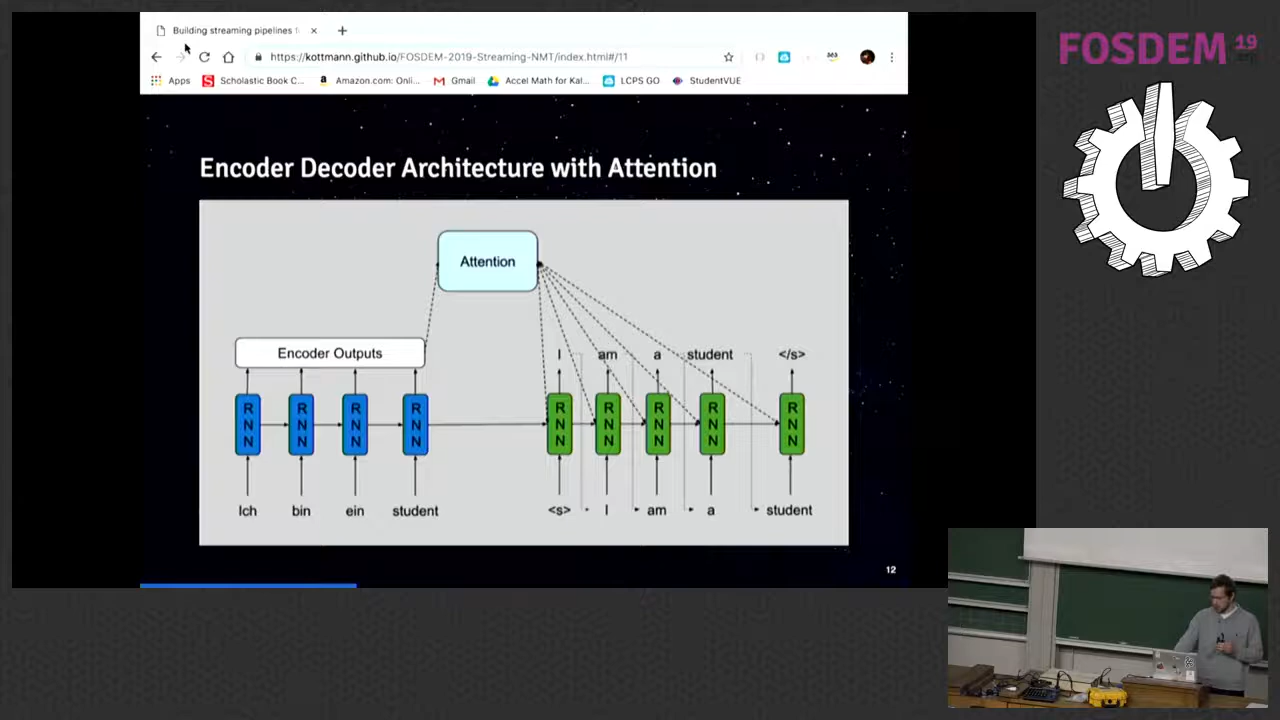 Building streaming pipelines f
https://kottmann.github.io/FOSDEM-2019-Streaming-NMT/index.html#/11
Apps Scholastic Book C... Amazon.com: Onli... Gmail Accel Math for Kal... LCPS GO StudentVUE
FOSDEM 19
Encoder Decoder Architecture with Attention
Attention
Encoder Outputs
I am a student </s>
RNN RNN RNN RNN RNN RNN RNN RNN RNN
Ich bin ein student <s> I am a student
12